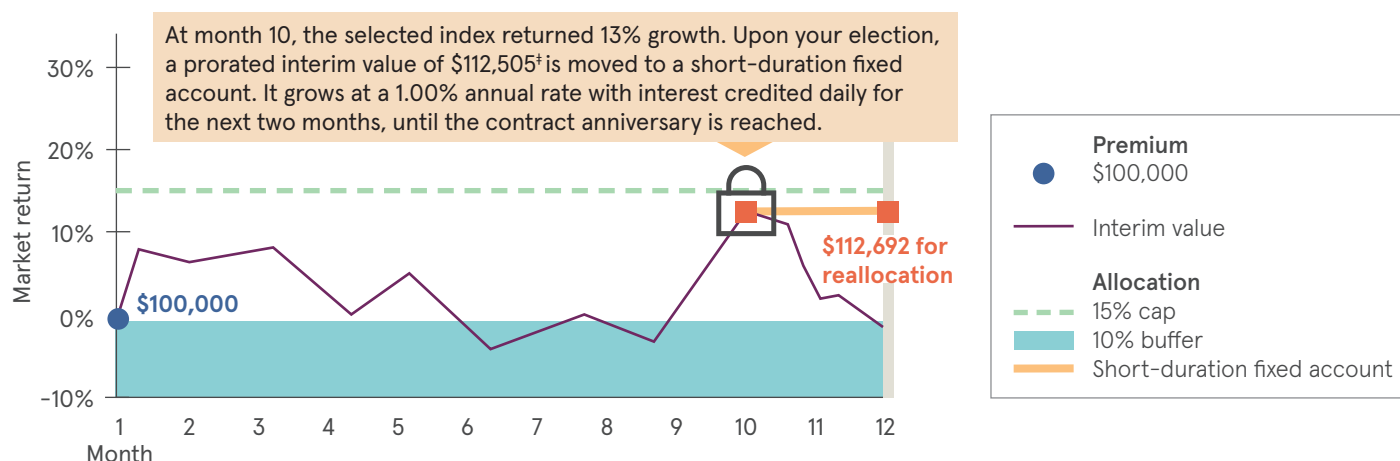 At month 10, the selected index returned 13% growth. Upon your election,
a prorated interim value of $112,505‡ is moved to a short-duration fixed
account. It grows at a 1.00% annual rate with interest credited daily for
the next two months, until the contract anniversary is reached.
Market return
30%
20%
10%
0%
-10%
$100,000
$112,692 for
reallocation
1 2 3 4 5 6 7 8 9 10 11 12
Month
Premium
$100,000
Interim value
Allocation
15% cap
10% buffer
Short-duration fixed account